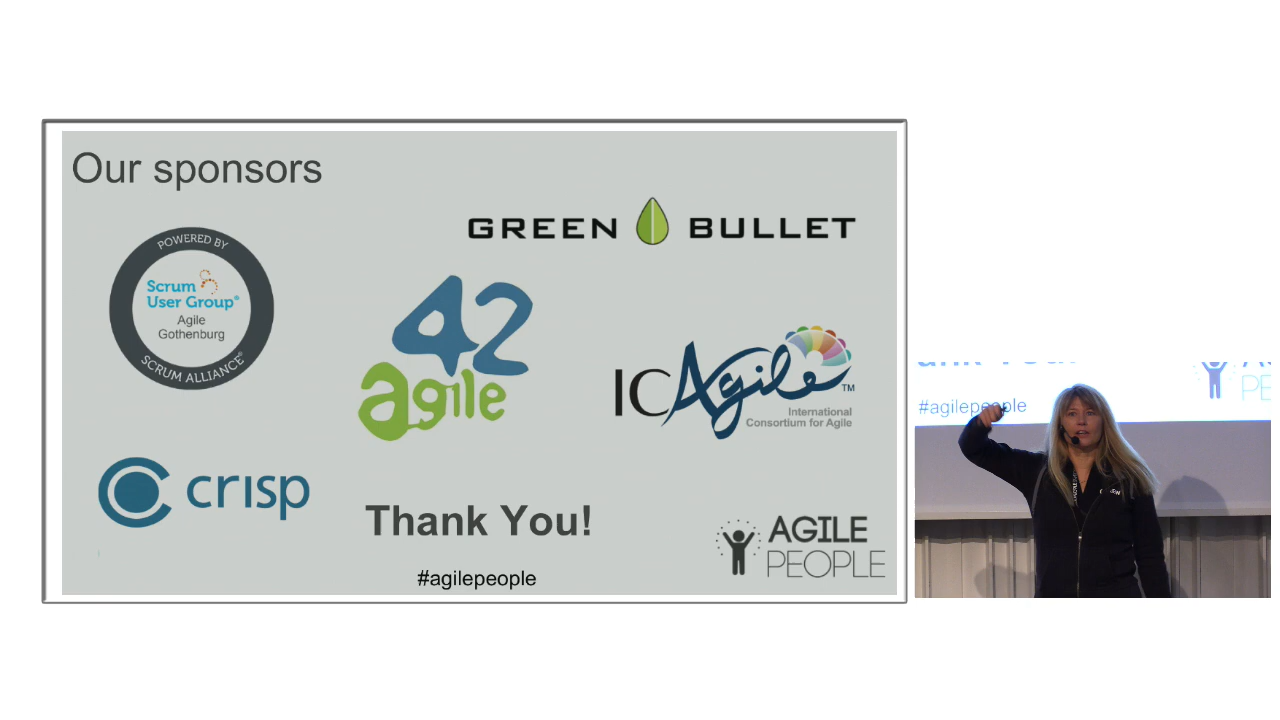 Our sponsors
GREEN BULLET
POWERED BY
Scrum
User Group®
Agile
Gothenburg
SCRUM ALLIANCE®
42
agile
ICAgile™
International
Consortium for Agile
crisp
Thank You!
#agilepeople
AGILE
PEOPLE
#agilepeople